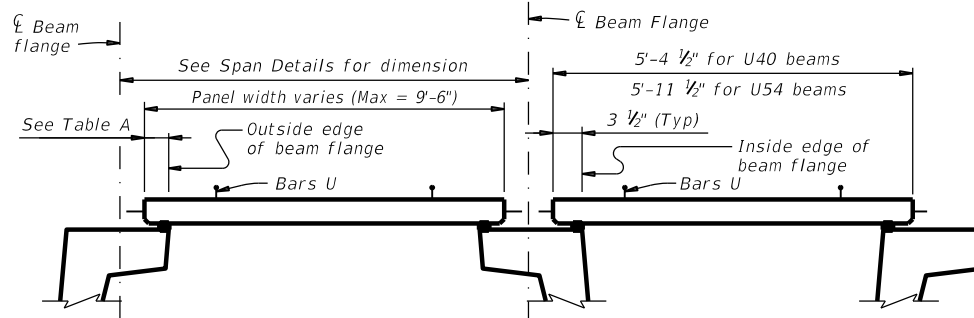 ℄ Beam
flange
℄ Beam Flange
See Span Details for dimension
5'-4 ½" for U40 beams
Panel width varies (Max = 9'-6")
5'-11 ½" for U54 beams
See Table A
Outside edge
of beam flange
3 ½" (Typ)
Inside edge of
beam flange
Bars U
Bars U